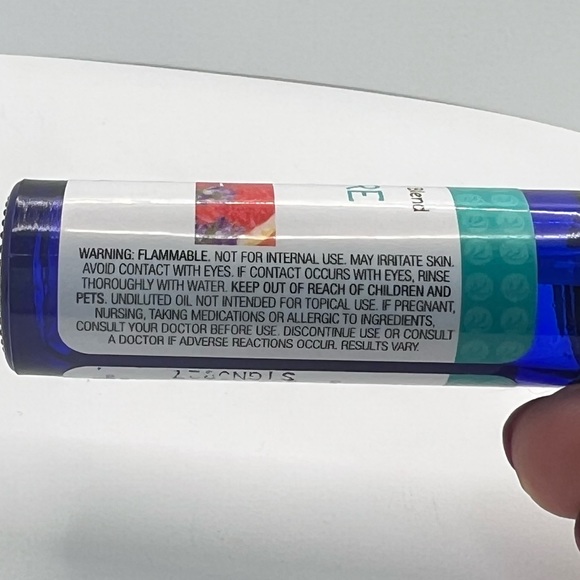 Blend
RE
WARNING: FLAMMABLE. NOT FOR INTERNAL USE. MAY IRRITATE SKIN.
AVOID CONTACT WITH EYES. IF CONTACT OCCURS WITH EYES, RINSE
THOROUGHLY WITH WATER. KEEP OUT OF REACH OF CHILDREN AND
PETS. UNDILUTED OIL NOT INTENDED FOR TOPICAL USE. IF PREGNANT,
NURSING, TAKING MEDICATIONS OR ALLERGIC TO INGREDIENTS,
CONSULT YOUR DOCTOR BEFORE USE. DISCONTINUE USE OR CONSULT
A DOCTOR IF ADVERSE REACTIONS OCCUR. RESULTS VARY.